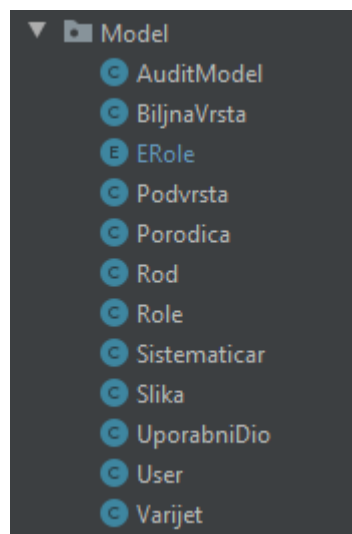 Model
C AuditModel
C BiljnaVrsta
E ERole
C Podvrsta
C Porodica
C Rod
C Role
C Sistematicar
C Slika
C UporabniDio
C User
C Varijet